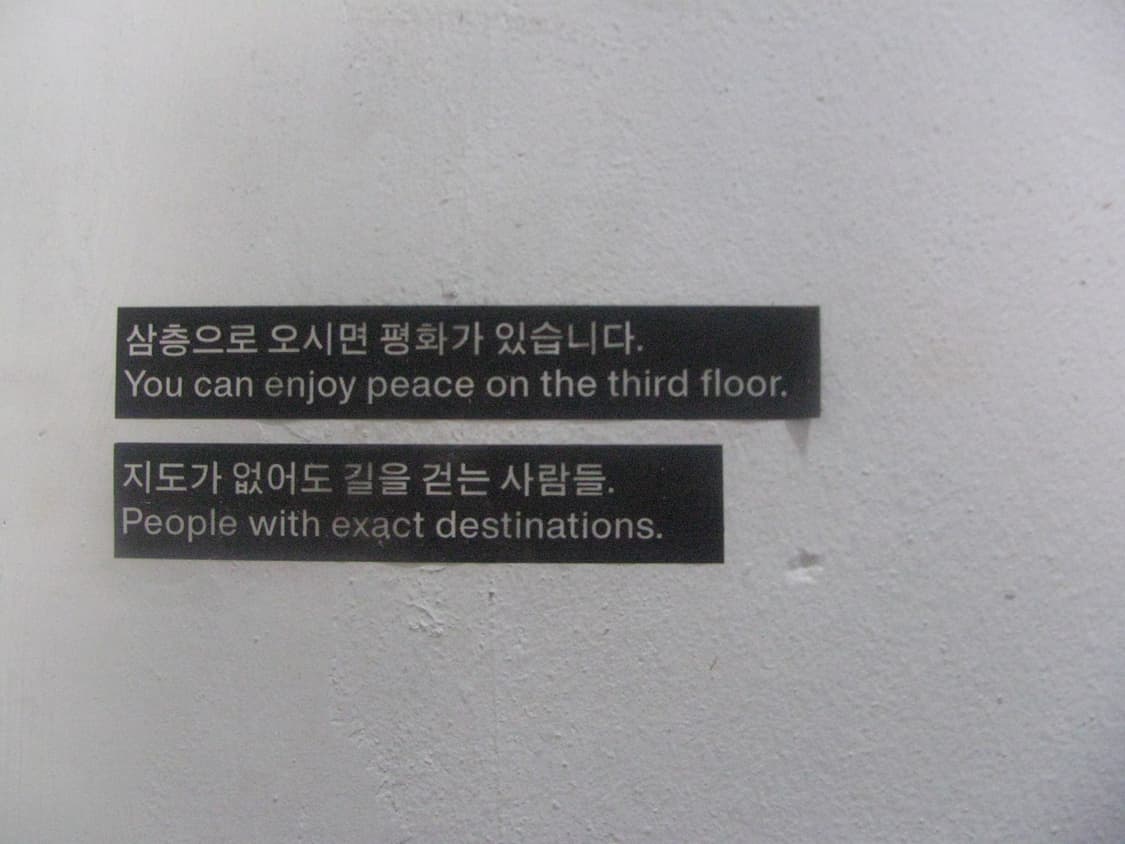 삼층으로 오시면 평화가 있습니다.
You can enjoy peace on the third floor.
지도가 없어도 길을 걷는 사람들.
People with exact destinations.